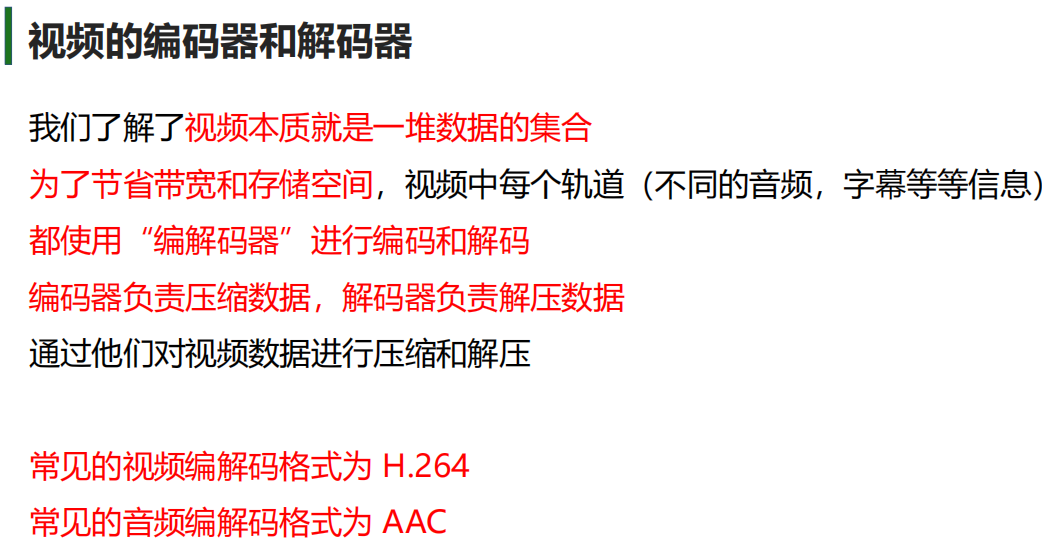 视频的编码器和解码器
我们了解了视频本质就是一堆数据的集合
为了节省带宽和存储空间，视频中每个轨道（不同的音频，字幕等等信息）
都使用“编解码器”进行编码和解码
编码器负责压缩数据，解码器负责解压数据
通过他们对视频数据进行压缩和解压
常见的视频编解码格式为 H.264
常见的音频编解码格式为 AAC